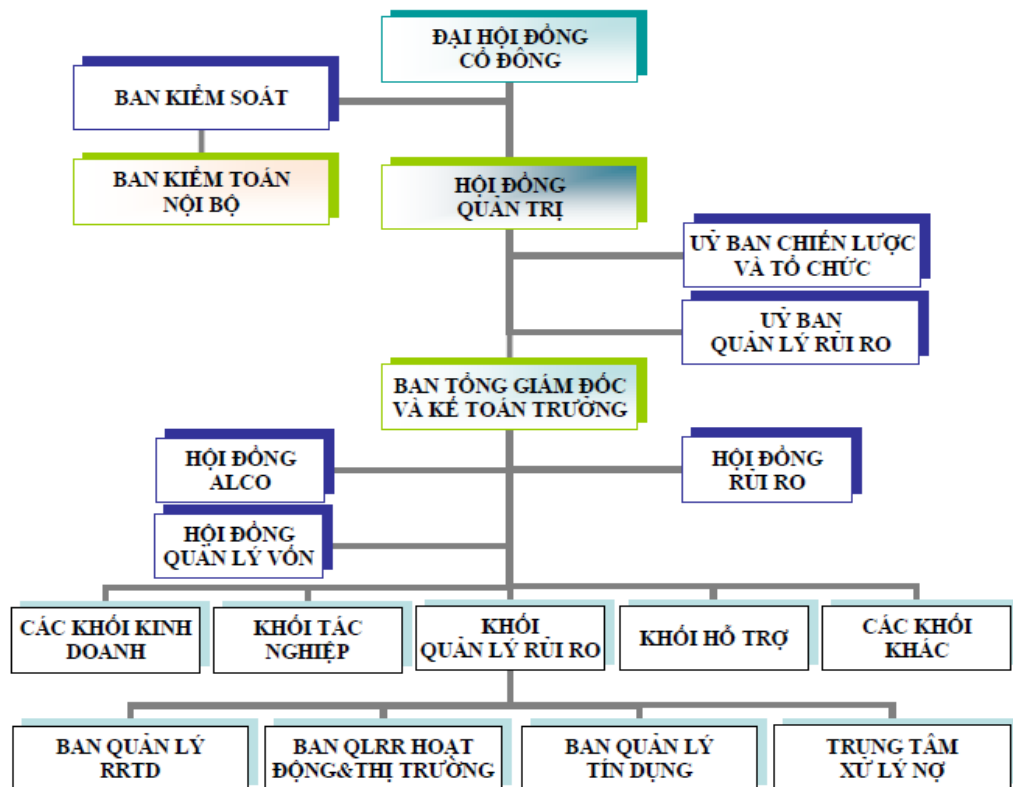 ĐẠI HỘI ĐỒNG
CỔ ĐÔNG
BAN KIỂM SOÁT
BAN KIỂM TOÁN
NỘI BỘ
HỘI ĐỒNG
QUẢN TRỊ
UỶ BAN CHIẾN LƯỢC
VÀ TỔ CHỨC
UỶ BAN
QUẢN LÝ RỦI RO
BAN TỔNG GIÁM ĐỐC
VÀ KẾ TOÁN TRƯỞNG
HỘI ĐỒNG
ALCO
HỘI ĐỒNG
RỦI RO
HỘI ĐỒNG
QUẢN LÝ VỐN
CÁC KHỐI KINH
DOANH
KHỐI TÁC
NGHIỆP
KHỐI
QUẢN LÝ RỦI RO
KHỐI HỖ TRỢ
CÁC KHỐI
KHÁC
BAN QUẢN LÝ
RRTD
BAN QLRR HOẠT
ĐỘNG&THỊ TRƯỜNG
BAN QUẢN LÝ
TÍN DỤNG
TRUNG TÂM
XỬ LÝ NỢ